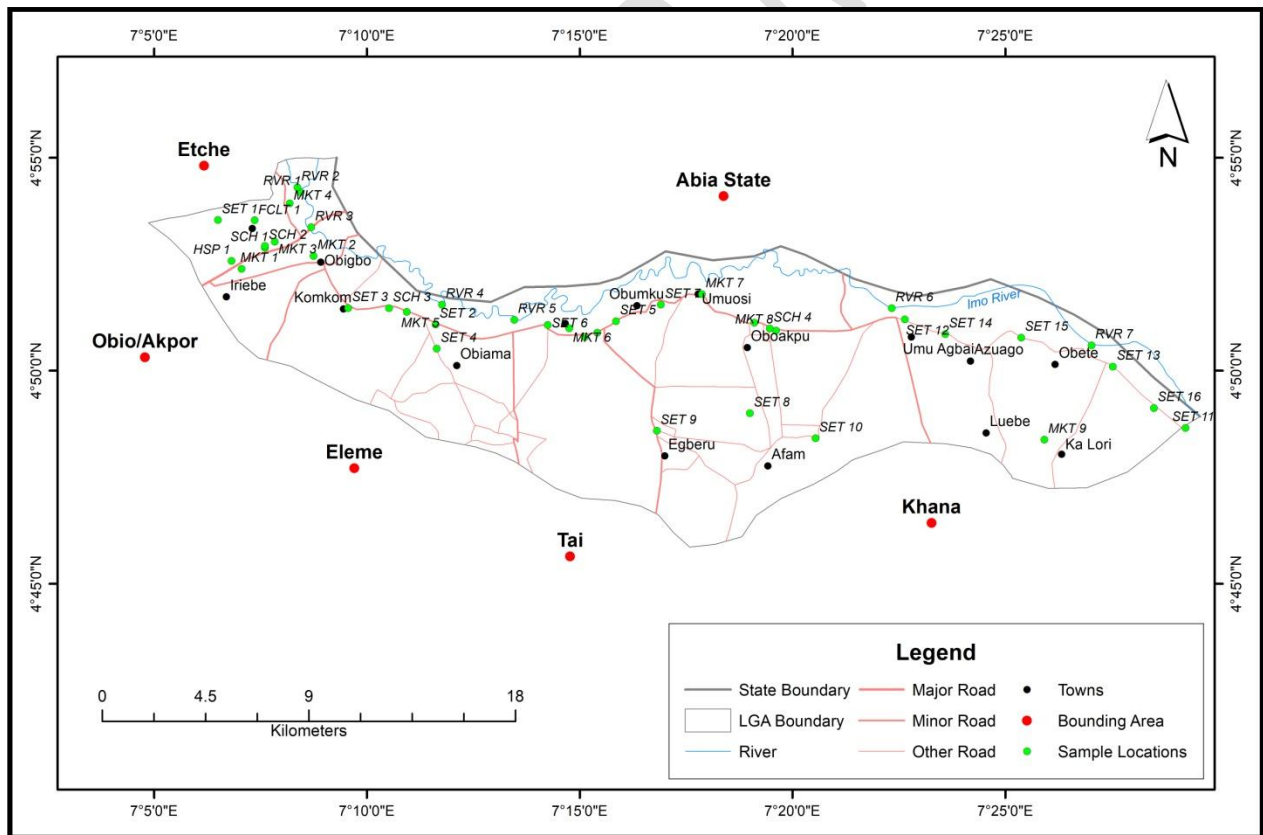 7°5'0"E 7°10'0"E 7°15'0"E 7°20'0"E 7°25'0"E
4°55'0"N 4°55'0"N
Etche
Abia State
N
RVR 1 RVR 2
MKT 4
SET 1 FCLT 1
RVR 3
SCH 1 SCH 2
MKT 2
HSP 1 MKT 3
MKT 1
Obigbo
Iriebe
Komkom SET 3 SCH 3 RVR 4
MKT 5 SET 2
SET 4
Obiama
RVR 5
SET 6
MKT 6
Obumku SET 7 MKT 7
Umuosi
SET 5
MKT 8 SCH 4
Oboakpu
RVR 6
Imo River
SET 12 SET 14
Umu Agbai Azuago
SET 15
RVR 7
Obete
SET 13
SET 16
SET 11
Obio/Akpor
4°50'0"N 4°50'0"N
SET 8
SET 9
SET 10
Egberu
Afam
Luebe
MKT 9
Ka Lori
Eleme
Khana
Tai
4°45'0"N 4°45'0"N
0 4.5 9 18
Kilometers
Legend
State Boundary Major Road Towns
LGA Boundary Minor Road Bounding Area
River Other Road Sample Locations
7°5'0"E 7°10'0"E 7°15'0"E 7°20'0"E 7°25'0"E